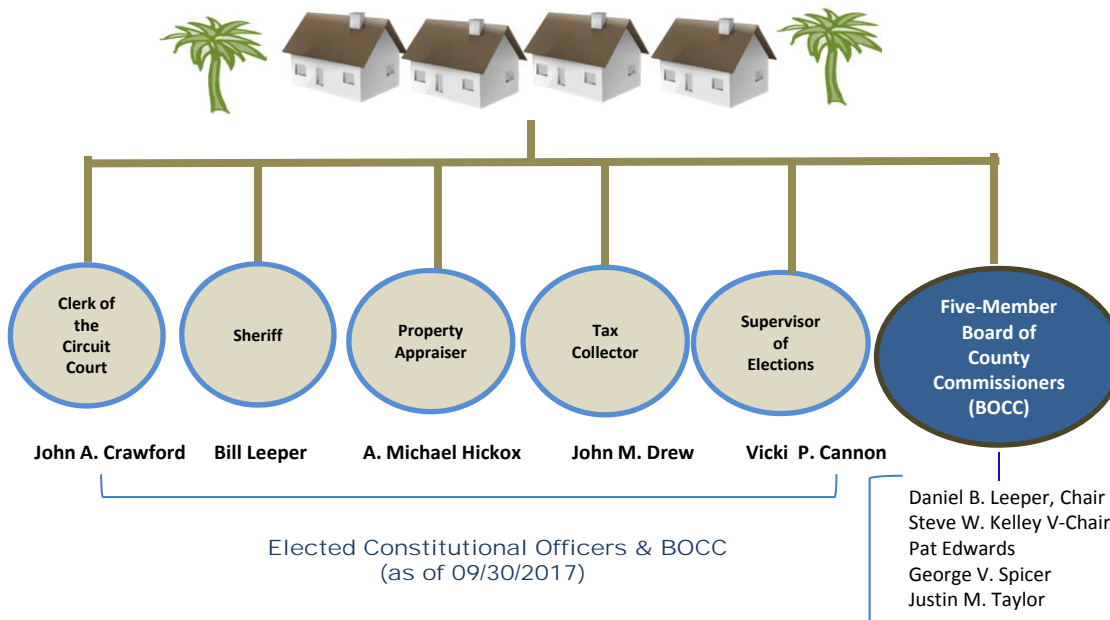 Clerk of
the
Circuit
Court
Sheriff
Property
Appraiser
Tax
Collector
Supervisor
of
Elections
Five-Member
Board of
County
Commissioners
(BOCC)
John A. Crawford
Bill Leeper
A. Michael Hickox
John M. Drew
Vicki P. Cannon
Elected Constitutional Officers & BOCC
(as of 09/30/2017)
Daniel B. Leeper, Chair
Steve W. Kelley V-Chair
Pat Edwards
George V. Spicer
Justin M. Taylor